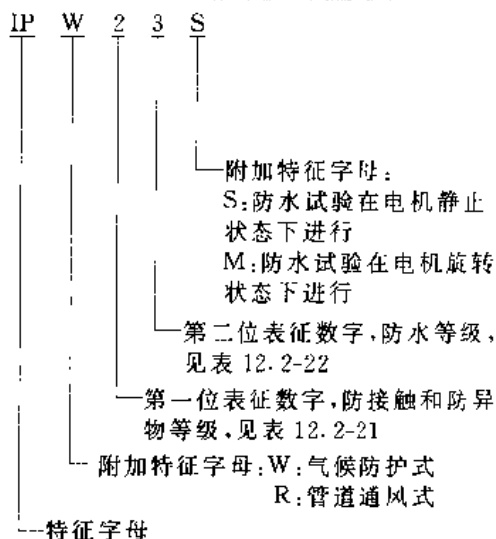 IP W 2 3 S
附加特征字母:
S:防水试验在电机静止
状态下进行
M:防水试验在电机旋转
状态下进行
第二位表征数字,防水等级,
见表 12.2-22
第一位表征数字,防接触和防异
物等级,见表 12.2-21
附加特征字母:W:气候防护式
R:管道通风式
特征字母